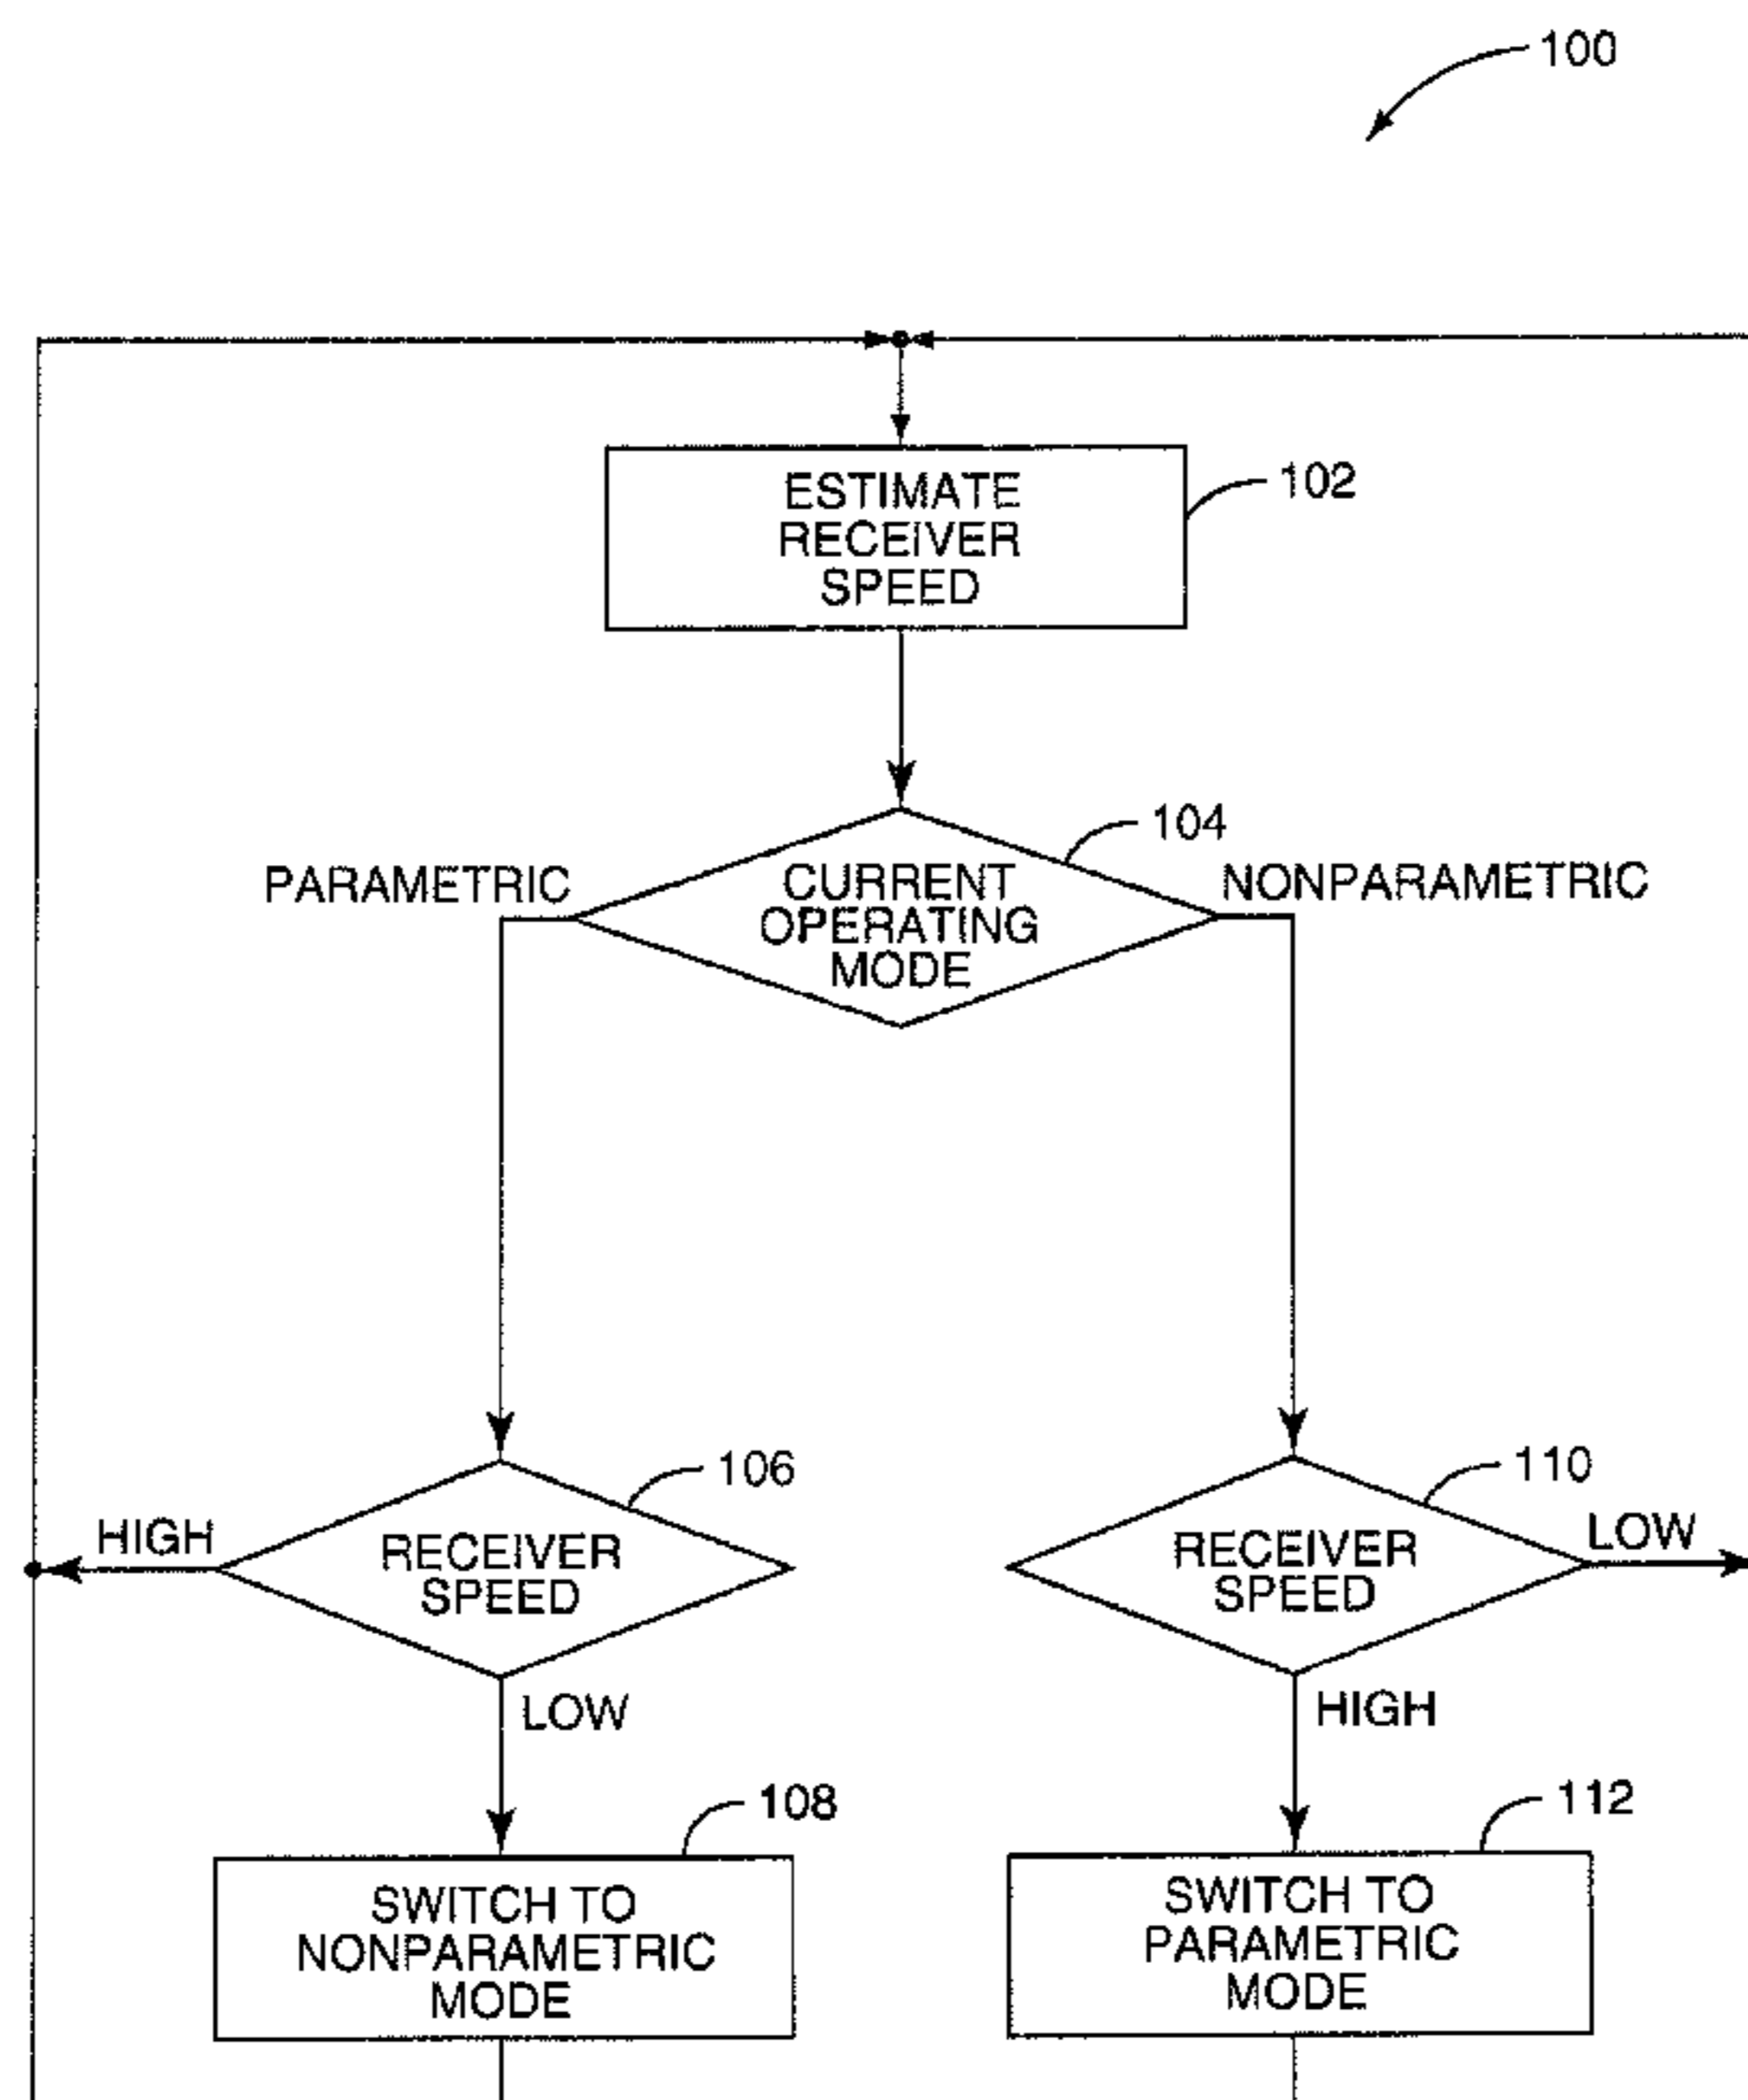 100
ESTIMATE
RECEIVER
SPEED
102
104
PARAMETRIC
CURRENT
OPERATING
MODE
NONPARAMETRIC
106
110
HIGH
RECEIVER
SPEED
RECEIVER
SPEED
LOW
LOW
HIGH
108
112
SWITCH TO
NONPARAMETRIC
MODE
SWITCH TO
PARAMETRIC
MODE